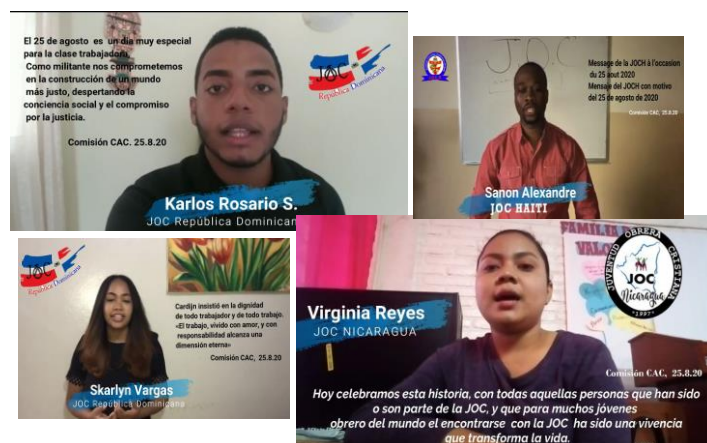 El 25 de agosto es un día muy especial
para la clase trabajadora,
Como militante nos comprometemos
en la construcción de un mundo
más justo, despertando la
conciencia social y el compromiso
por la justicia.
Comisión CAC. 25.8.20
JOC
República Dominicana
Karlos Rosario S.
JOC República Dominican
J.O.C
Message de la JOCH à l'occasion
du 25 aout 2020
Mensaje del JOCH con motivo
del 25 de agosto de 2020
Comisión CAC, 25.8.20
Sanon Alexandre
JOC HAITI
JOC
República Dominicana
Cardijn insistió en la dignidad
de todo trabajador y de todo trabajo.
«El trabajo, vivido con amor, y con
responsabilidad alcanza una
dimensión eterna»
Comisión CAC, 25.8.20
Skarlyn Vargas
JOC República Dominicana
FAMILIA
VALO
JUVENTUD OBRERA CRISTIANA
JOC
Nicaragua
Virginia Reyes
JOC NICARAGUA
Comisión CAC, 25.8.20
Hoy celebramos esta historia, con todas aquellas personas que han sido
o son parte de la JOC, y que para muchos jóvenes
obrero del mundo el encontrarse con la JOC ha sido una vivencia
que transforma la vida.